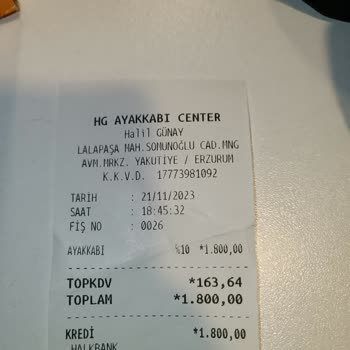 HG AYAKKABI CENTER
Halil GÜNAY
LALAPAŞA MAH.SOMUNOĞLU CAD.MNG
AVM.MRKZ. YAKUTİYE / ERZURUM
K.K.V.D. 17773981092
TARİH : 21/11/2023
SAAT : 18:45:32
FİŞ NO : 0026
AYAKKABI %10 *1.800,00
TOPKDV *163,64
TOPLAM *1.800,00
KREDİ *1.800,00
HALKBANK